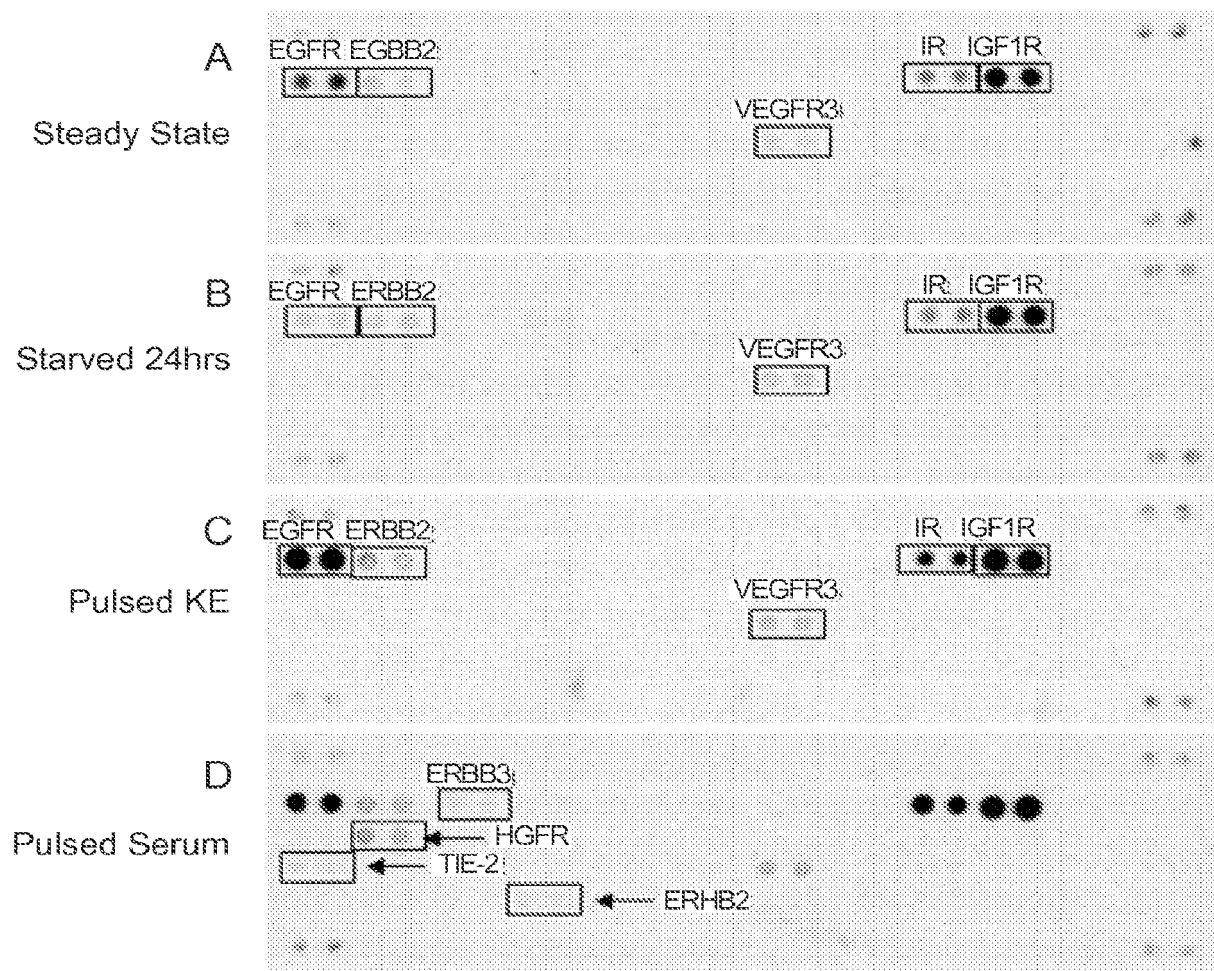 A
Steady State
EGFR EGBB2
VEGFR3
IR IGF1R
B
Starved 24hrs
EGFR ERBB2
VEGFR3
IR IGF1R
C
Pulsed KE
EGFR ERBB2
VEGFR3
IR IGF1R
D
Pulsed Serum
ERBB3
HGFR
TIE-2
ERHB2